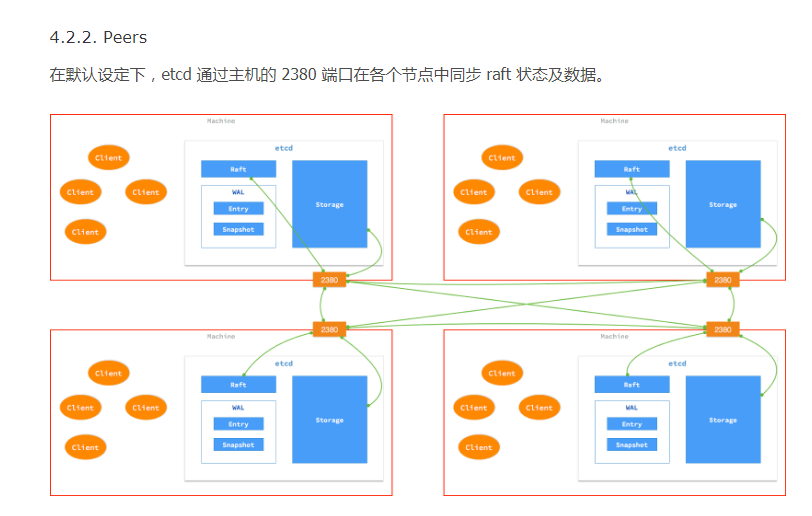 4.2.2. Peers
在默认设定下，etcd 通过主机的 2380 端口在各个节点中同步 raft 状态及数据。
Machine
etcd
Client
Client
Client
Client
Raft
WAL
Entry
Snapshot
Storage
2380
Machine
etcd
Client
Client
Client
Client
Raft
WAL
Entry
Snapshot
Storage
2380
2380
Machine
etcd
Client
Client
Client
Client
Raft
WAL
Entry
Snapshot
Storage
2380
Machine
etcd
Client
Client
Client
Client
Raft
WAL
Entry
Snapshot
Storage